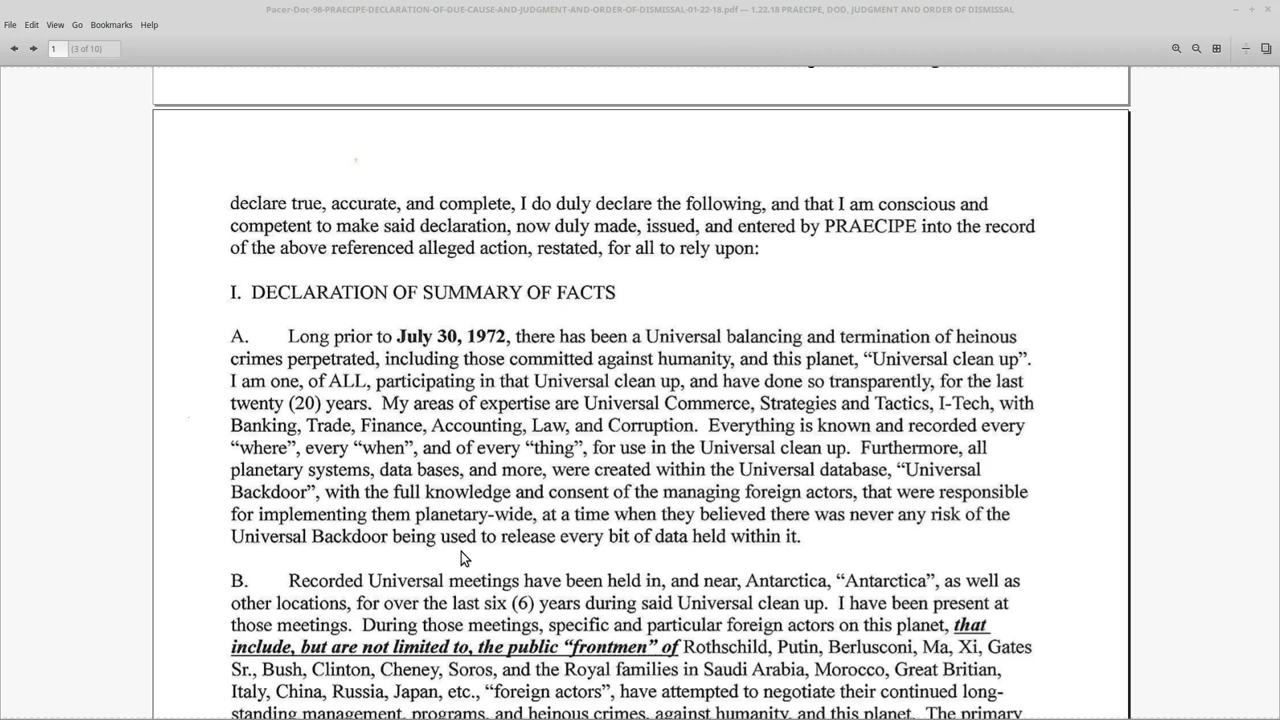 Pacer-Doc-98-PRAECIPE-DECLARATION-OF-DUE-CAUSE-AND-JUDGMENT-AND-ORDER-OF-DISMISSAL-01-22-18.pdf — 1.22.18 PRAECIPE, DOD, JUDGMENT AND ORDER OF DISMISSAL
File Edit View Go Bookmarks Help
1 (3 of 10)
declare true, accurate, and complete, I do duly declare the following, and that I am conscious and
competent to make said declaration, now duly made, issued, and entered by PRAECIPE into the record
of the above referenced alleged action, restated, for all to rely upon:
I. DECLARATION OF SUMMARY OF FACTS
A. Long prior to July 30, 1972, there has been a Universal balancing and termination of heinous
crimes perpetrated, including those committed against humanity, and this planet, “Universal clean up”.
I am one, of ALL, participating in that Universal clean up, and have done so transparently, for the last
twenty (20) years. My areas of expertise are Universal Commerce, Strategies and Tactics, I-Tech, with
Banking, Trade, Finance, Accounting, Law, and Corruption. Everything is known and recorded every
“where”, every “when”, and of every “thing”, for use in the Universal clean up. Furthermore, all
planetary systems, data bases, and more, were created within the Universal database, “Universal
Backdoor”, with the full knowledge and consent of the managing foreign actors, that were responsible
for implementing them planetary-wide, at a time when they believed there was never any risk of the
Universal Backdoor being used to release every bit of data held within it.
B. Recorded Universal meetings have been held in, and near, Antarctica, “Antarctica”, as well as
other locations, for over the last six (6) years during said Universal clean up. I have been present at
those meetings. During those meetings, specific and particular foreign actors on this planet, that
include, but are not limited to, the public “frontmen” of Rothschild, Putin, Berlusconi, Ma, Xi, Gates
Sr., Bush, Clinton, Cheney, Soros, and the Royal families in Saudi Arabia, Morocco, Great Britian,
Italy, China, Russia, Japan, etc., “foreign actors”, have attempted to negotiate their continued long-
standing management, programs, and heinous crimes, against humanity, and this planet. The primary